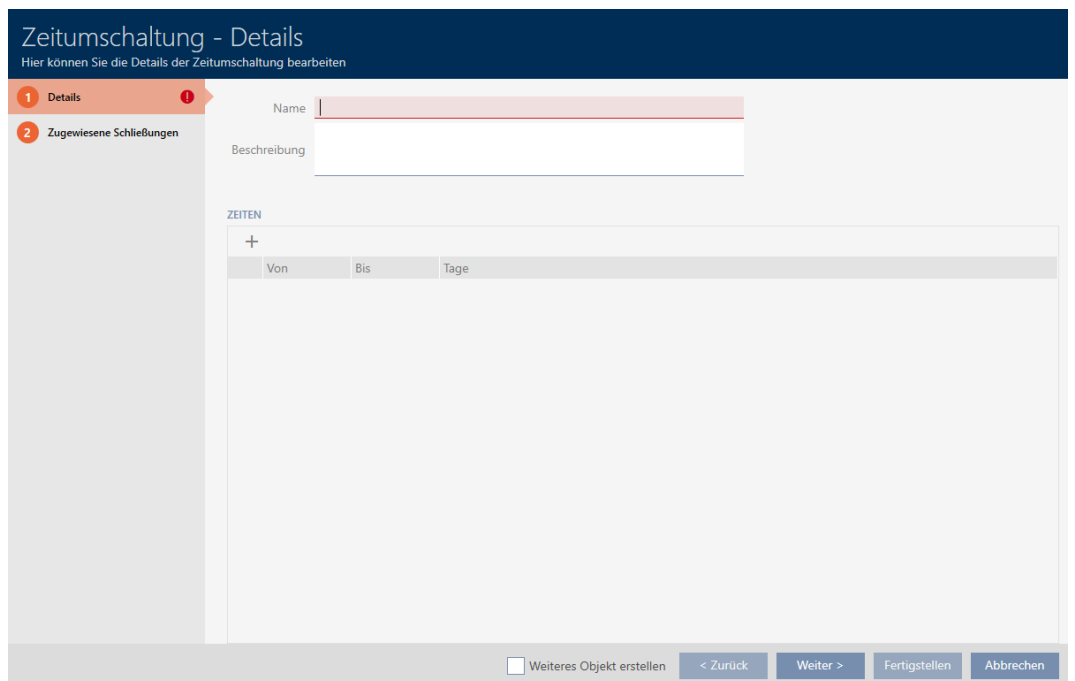 Zeitumschaltung - Details
Hier können Sie die Details der Zeitumschaltung bearbeiten
1 Details !
2 Zugewiesene Schließungen
Name
Beschreibung
ZEITEN
+
Von Bis Tage
Weiteres Objekt erstellen < Zurück Weiter > Fertigstellen Abbrechen